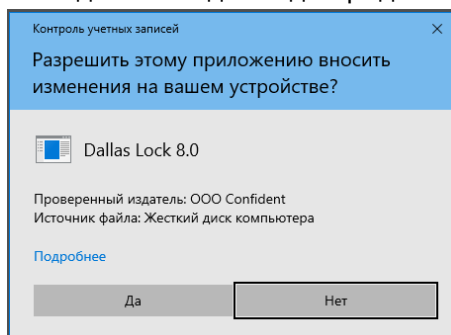 Контроль учетных записей
Разрешить этому приложению вносить
изменения на вашем устройстве?
Dallas Lock 8.0
Проверенный издатель: ООО Confident
Источник файла: Жесткий диск компьютера
Подробнее
Да
Нет